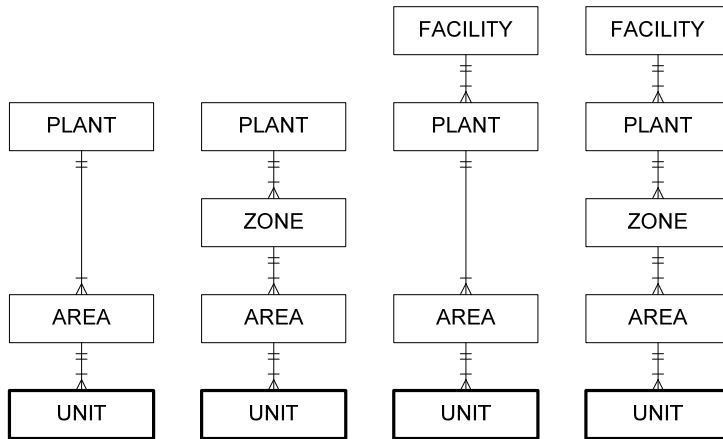 FACILITY FACILITY
PLANT PLANT PLANT PLANT
ZONE ZONE
AREA AREA AREA AREA
UNIT UNIT UNIT UNIT